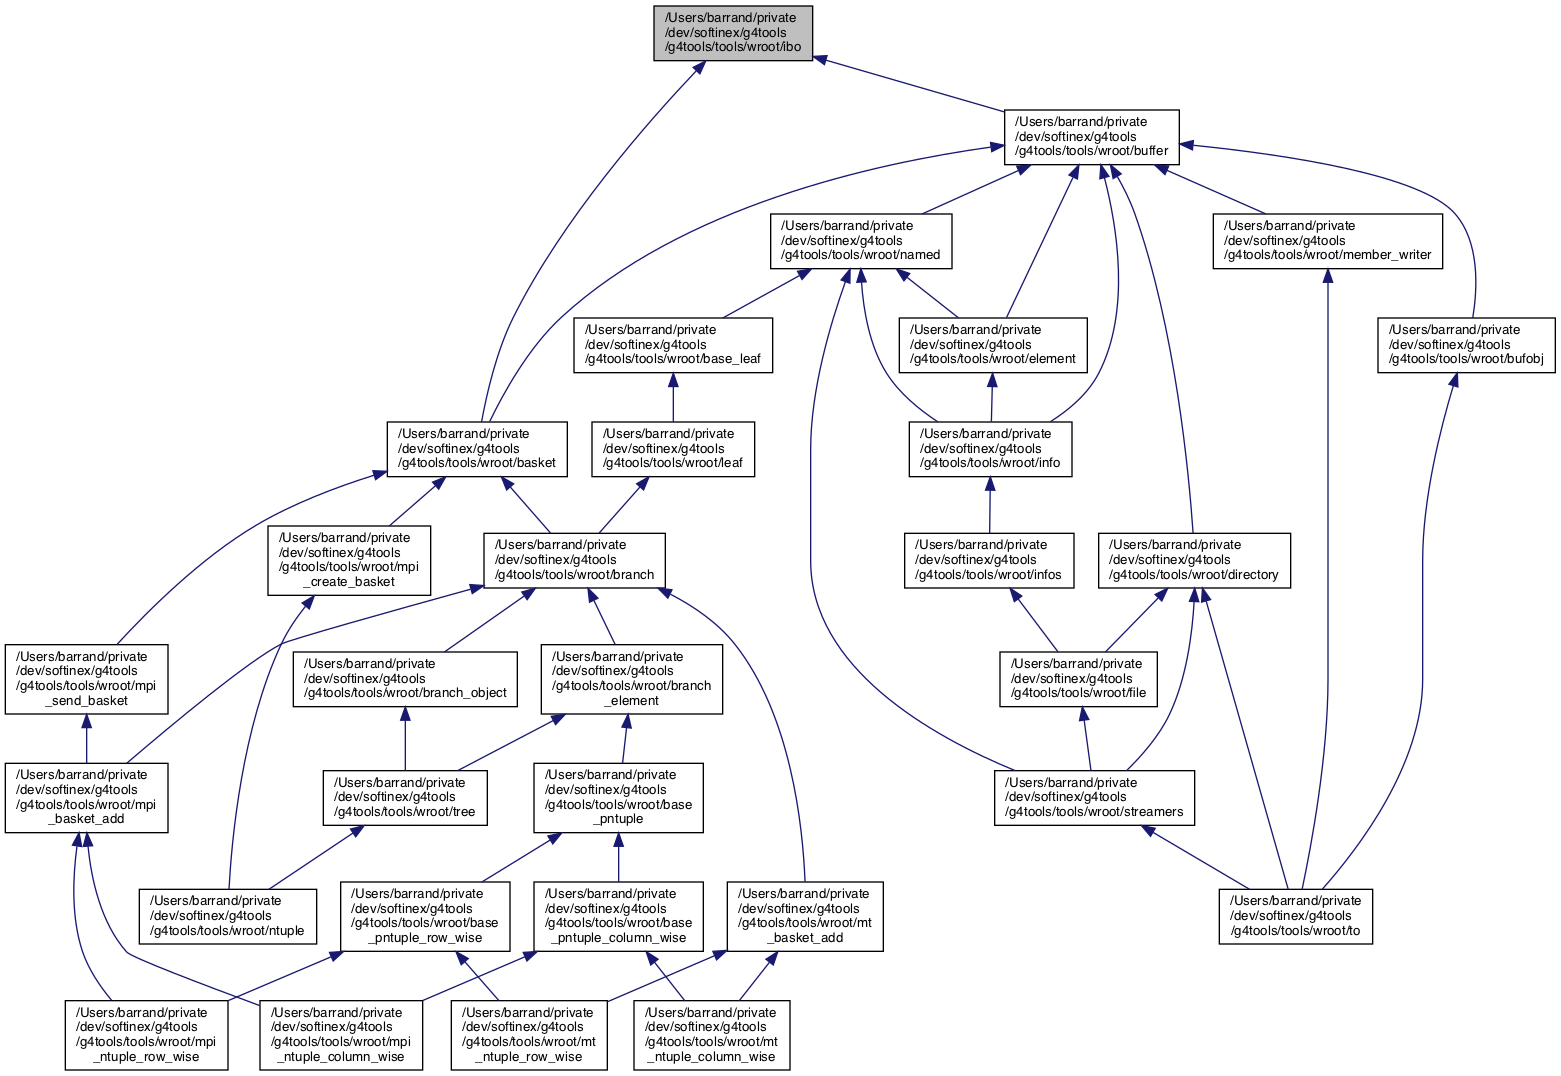 /Users/barrand/private
/dev/softinex/g4tools
/g4tools/tools/wroot/ibo
/Users/barrand/private
/dev/softinex/g4tools
/g4tools/tools/wroot/buffer
/Users/barrand/private
/dev/softinex/g4tools
/g4tools/tools/wroot/named
/Users/barrand/private
/dev/softinex/g4tools
/g4tools/tools/wroot/member_writer
/Users/barrand/private
/dev/softinex/g4tools
/g4tools/tools/wroot/base_leaf
/Users/barrand/private
/dev/softinex/g4tools
/g4tools/tools/wroot/element
/Users/barrand/private
/dev/softinex/g4tools
/g4tools/tools/wroot/bufobj
/Users/barrand/private
/dev/softinex/g4tools
/g4tools/tools/wroot/basket
/Users/barrand/private
/dev/softinex/g4tools
/g4tools/tools/wroot/leaf
/Users/barrand/private
/dev/softinex/g4tools
/g4tools/tools/wroot/info
/Users/barrand/private
/dev/softinex/g4tools
/g4tools/tools/wroot/mpi
_create_basket
/Users/barrand/private
/dev/softinex/g4tools
/g4tools/tools/wroot/branch
/Users/barrand/private
/dev/softinex/g4tools
/g4tools/tools/wroot/infos
/Users/barrand/private
/dev/softinex/g4tools
/g4tools/tools/wroot/directory
/Users/barrand/private
/dev/softinex/g4tools
/g4tools/tools/wroot/mpi
_send_basket
/Users/barrand/private
/dev/softinex/g4tools
/g4tools/tools/wroot/branch_object
/Users/barrand/private
/dev/softinex/g4tools
/g4tools/tools/wroot/branch
_element
/Users/barrand/private
/dev/softinex/g4tools
/g4tools/tools/wroot/file
/Users/barrand/private
/dev/softinex/g4tools
/g4tools/tools/wroot/mpi
_basket_add
/Users/barrand/private
/dev/softinex/g4tools
/g4tools/tools/wroot/tree
/Users/barrand/private
/dev/softinex/g4tools
/g4tools/tools/wroot/base
_pntuple
/Users/barrand/private
/dev/softinex/g4tools
/g4tools/tools/wroot/streamers
/Users/barrand/private
/dev/softinex/g4tools
/g4tools/tools/wroot/ntuple
/Users/barrand/private
/dev/softinex/g4tools
/g4tools/tools/wroot/base
_pntuple_row_wise
/Users/barrand/private
/dev/softinex/g4tools
/g4tools/tools/wroot/base
_pntuple_column_wise
/Users/barrand/private
/dev/softinex/g4tools
/g4tools/tools/wroot/mt
_basket_add
/Users/barrand/private
/dev/softinex/g4tools
/g4tools/tools/wroot/to
/Users/barrand/private
/dev/softinex/g4tools
/g4tools/tools/wroot/mpi
_ntuple_row_wise
/Users/barrand/private
/dev/softinex/g4tools
/g4tools/tools/wroot/mpi
_ntuple_column_wise
/Users/barrand/private
/dev/softinex/g4tools
/g4tools/tools/wroot/mt
_ntuple_row_wise
/Users/barrand/private
/dev/softinex/g4tools
/g4tools/tools/wroot/mt
_ntuple_column_wise